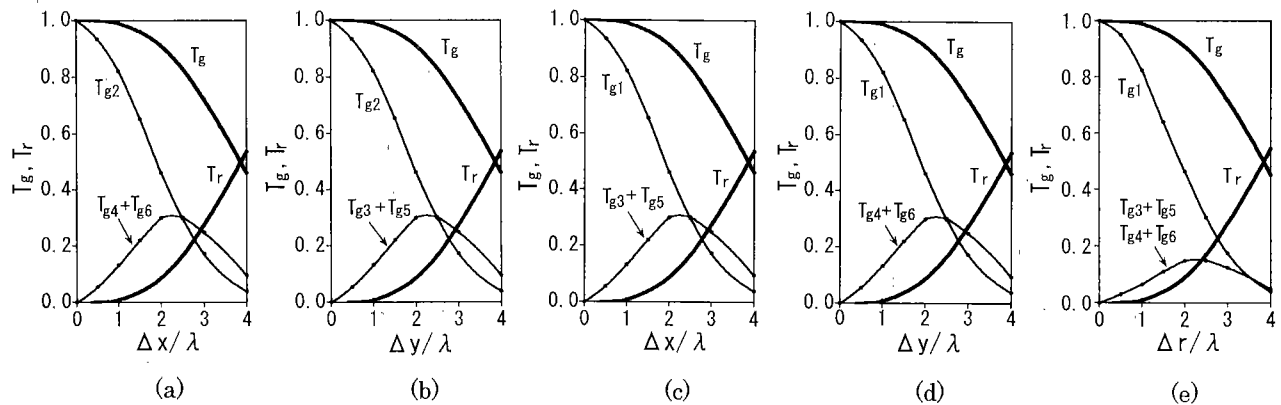 1.0
0.8
0.6
0.4
0.2
0.0
T_g, T_r
T_g
T_g2
T_r
T_g4+T_g6
0 1 2 3 4
Δx/λ
(a)
1.0
0.8
0.6
0.4
0.2
0.0
T_g, T_r
T_g
T_g2
T_r
T_g3+T_g5
0 1 2 3 4
Δy/λ
(b)
1.0
0.8
0.6
0.4
0.2
0.0
T_g, T_r
T_g
T_g1
T_r
T_g3+T_g5
0 1 2 3 4
Δx/λ
(c)
1.0
0.8
0.6
0.4
0.2
0.0
T_g, T_r
T_g
T_g1
T_r
T_g4+T_g6
0 1 2 3 4
Δy/λ
(d)
1.0
0.8
0.6
0.4
0.2
0.0
T_g, T_r
T_g
T_g1
T_r
T_g3+T_g5
T_g4+T_g6
0 1 2 3 4
Δr/λ
(e)